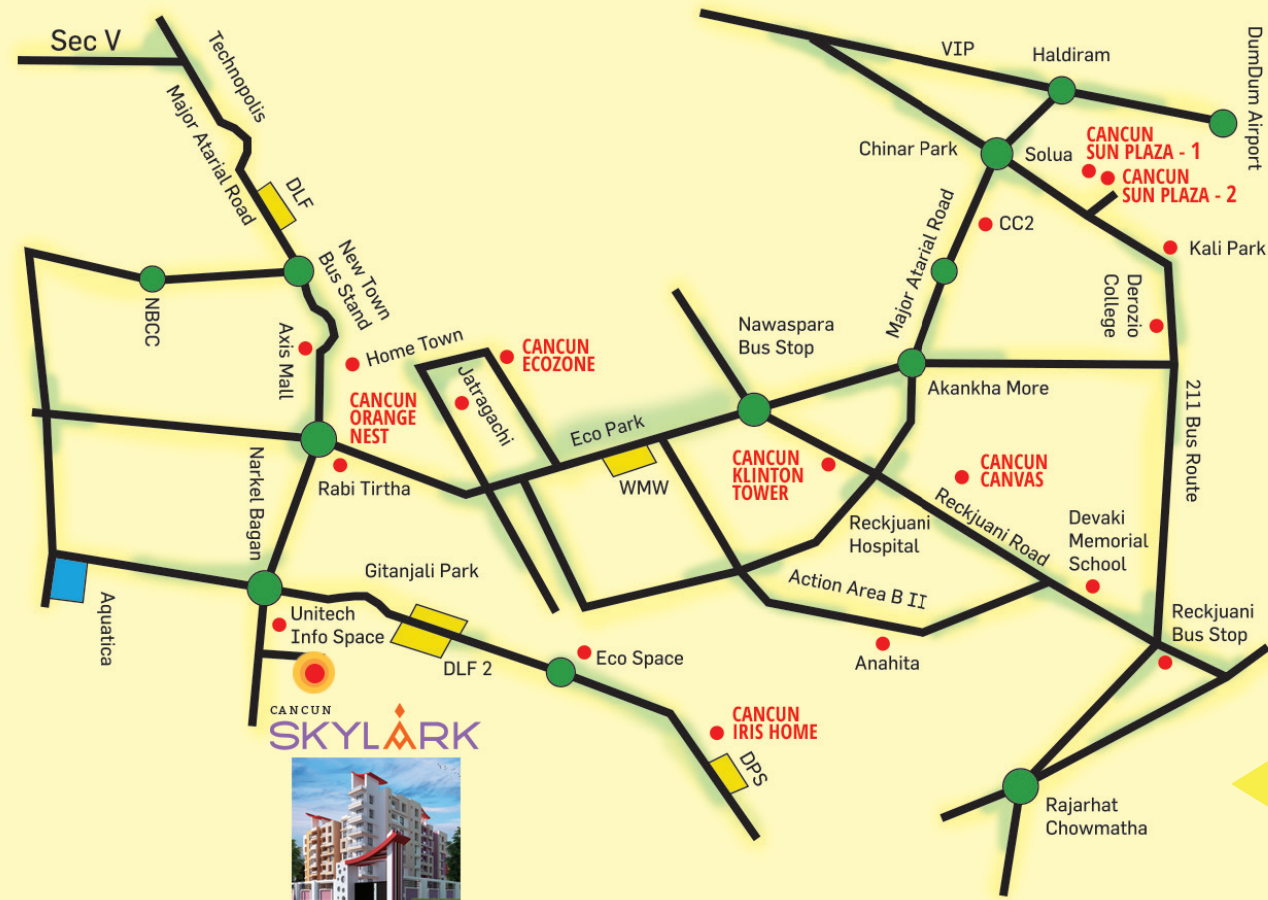 Sec V
Technopolis
Major Atarial Road
DLF
New Town
Bus Stand
NBCC
Axis Mall
Home Town
CANCUN
ORANGE
NEST
Jatragachi
CANCUN
ECOZONE
Rabi Tirtha
Narkel Bagan
Eco Park
WMW
Nawaspara
Bus Stop
VIP
Haldiram
DumDum Airport
Chinar Park
Solua
CANCUN
SUN PLAZA - 1
CANCUN
SUN PLAZA - 2
CC2
Kali Park
Major Atarial Road
Derozio
College
Akankha More
211 Bus Route
CANCUN
KLINTON
TOWER
CANCUN
CANVAS
Reckjuani
Hospital
Reckjuani Road
Devaki
Memorial
School
Action Area B II
Anahita
Reckjuani
Bus Stop
Rajarhat
Chowmatha
Aquatica
Gitanjali Park
Unitech
Info Space
DLF 2
Eco Space
CANCUN
IRIS HOME
DPS
CANCUN
SKYLARK